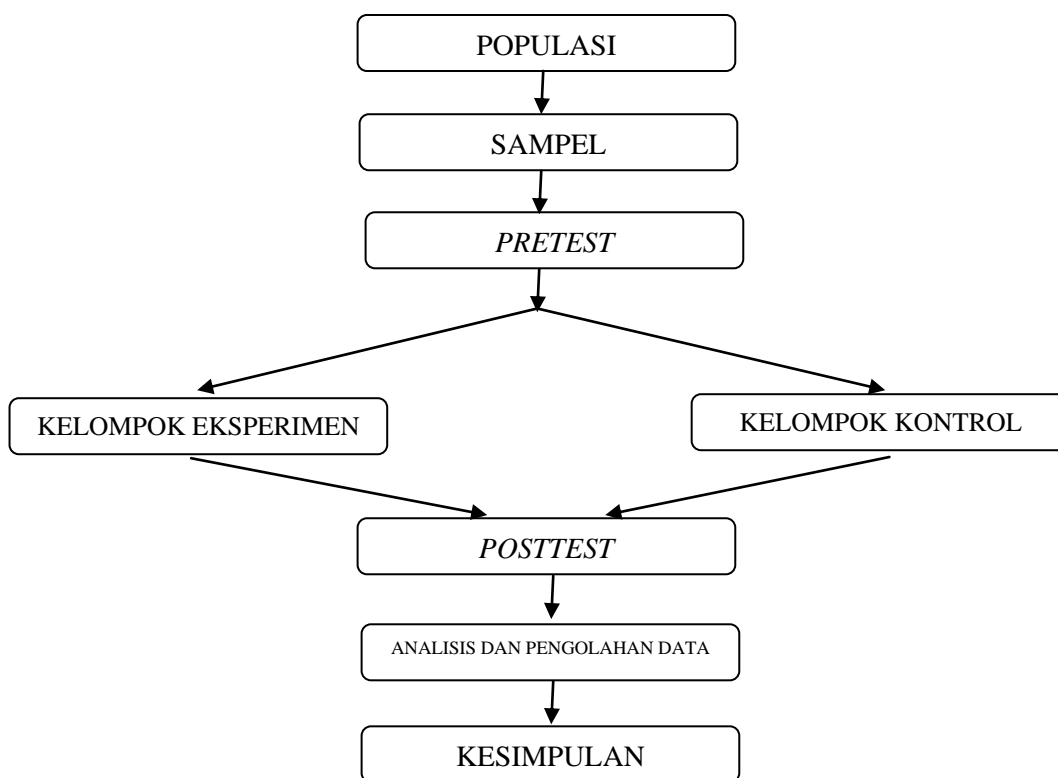 POPULASI
SAMPEL
PRETEST
KELOMPOK EKSPERIMEN
KELOMPOK KONTROL
POSTTEST
ANALISIS DAN PENGOLAHAN DATA
KESIMPULAN